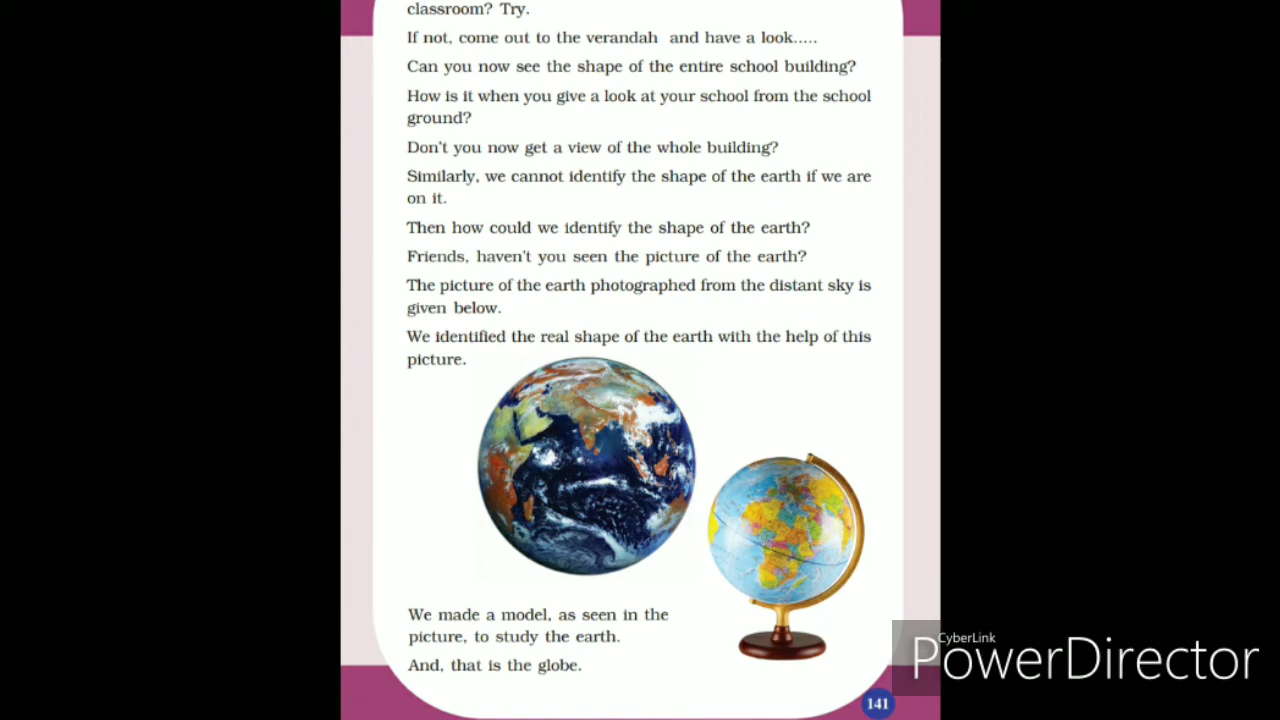 classroom? Try.
If not, come out to the verandah and have a look.....
Can you now see the shape of the entire school building?
How is it when you give a look at your school from the school
ground?
Don't you now get a view of the whole building?
Similarly, we cannot identify the shape of the earth if we are
on it.
Then how could we identify the shape of the earth?
Friends, haven't you seen the picture of the earth?
The picture of the earth photographed from the distant sky is
given below.
We identified the real shape of the earth with the help of this
picture.
We made a model, as seen in the
picture, to study the earth.
And, that is the globe.
141
CyberLink
PowerDirector